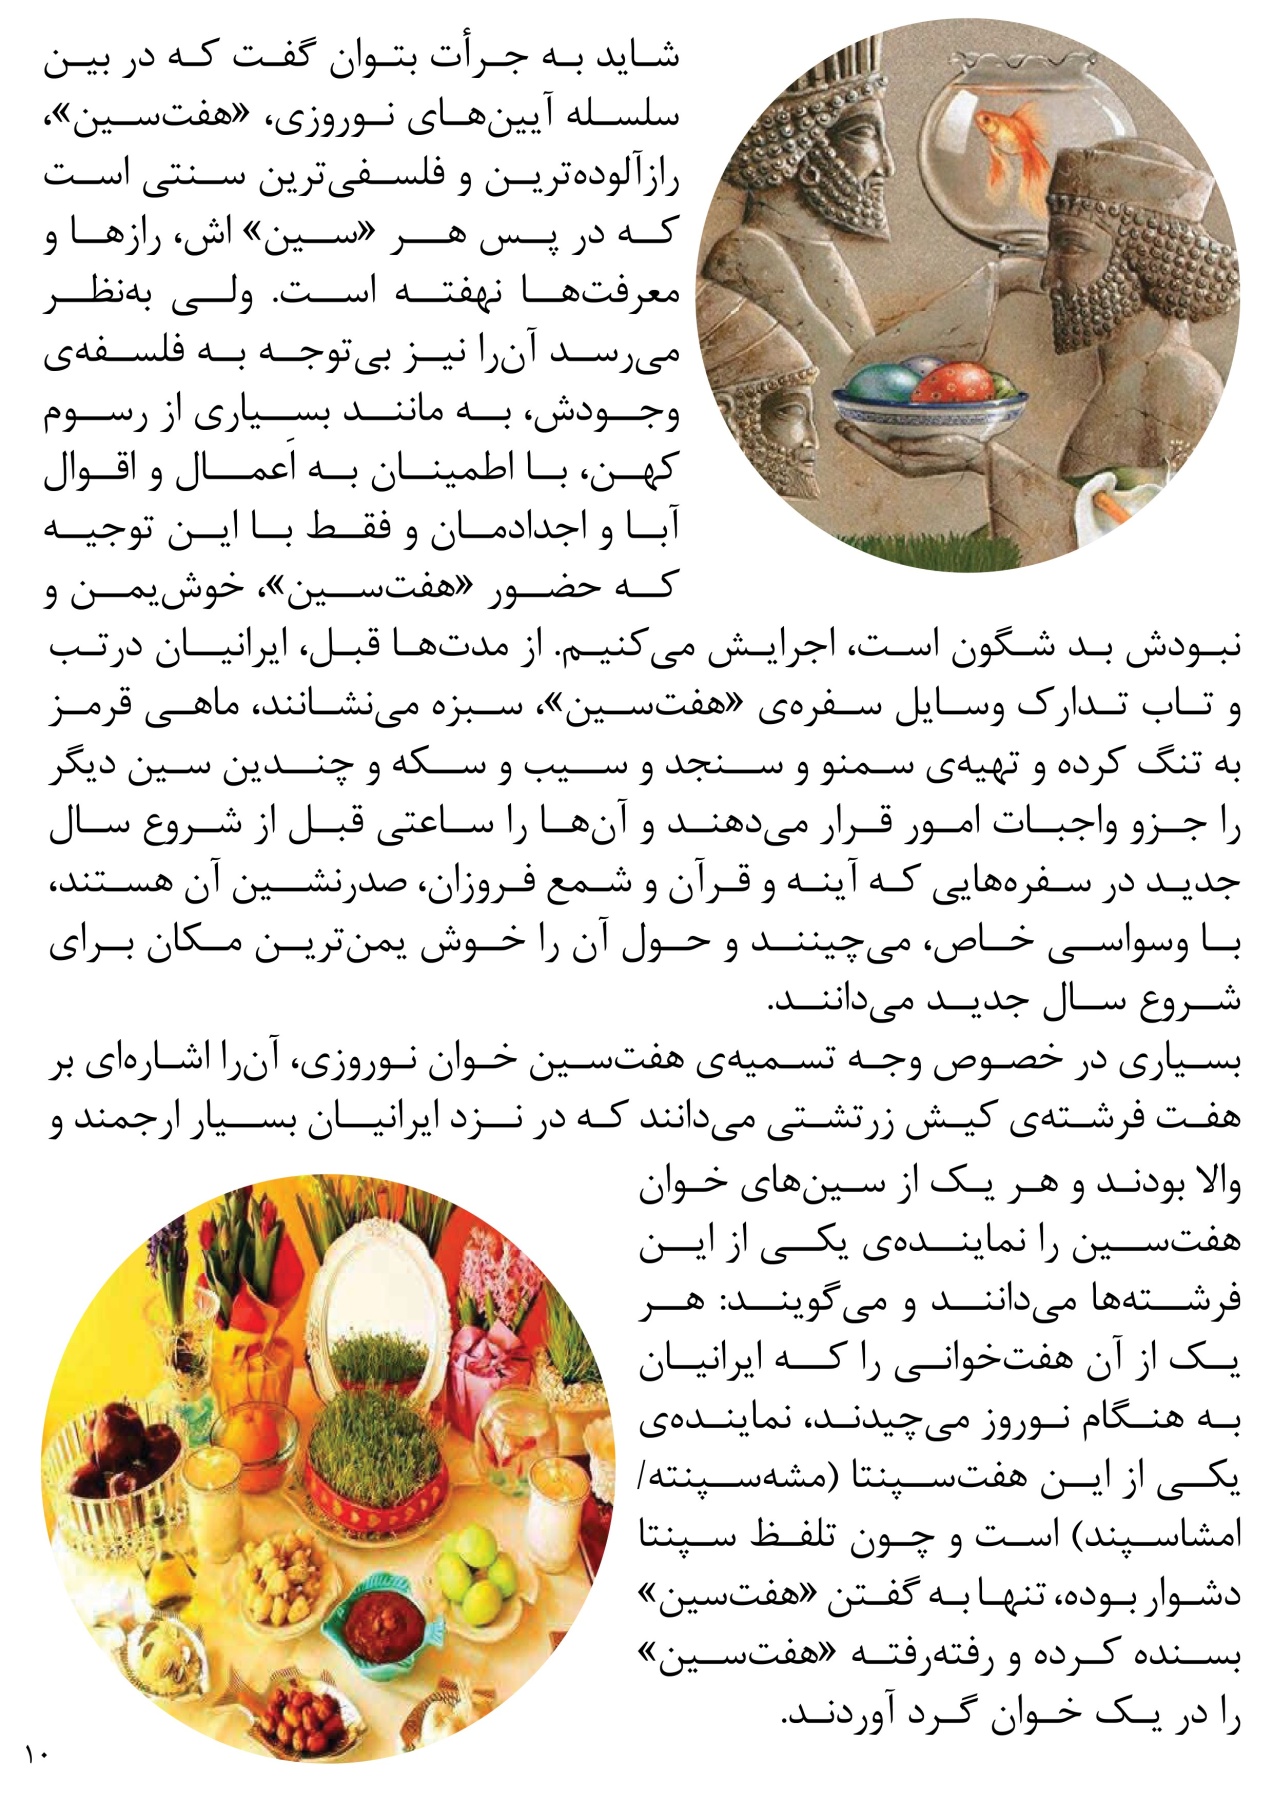 شاید به جرأت بتوان گفت که در بین
سلسله آیین‌های نوروزی، «هفت‌سین»،
رازآلوده‌ترین و فلسفی‌ترین سنتی است
که در پس هر «سین» اش، رازها و
معرفت‌ها نهفته است. ولی به‌نظر
می‌رسد آن‌را نیز بی‌توجه به فلسفه‌ی
وجودش، به مانند بسیاری از رسوم
کهن، با اطمینان به اَعمال و اقوال
آبا و اجدادمان و فقط با این توجیه
که حضور «هفت‌سین»، خوش‌یمن و
نبودش بد شگون است، اجرایش می‌کنیم. از مدت‌ها قبل، ایرانیان درتب
و تاب تدارک وسایل سفره‌ی «هفت‌سین»، سبزه می‌نشانند، ماهی قرمز
به تنگ کرده و تهیه‌ی سمنو و سنجد و سیب و سکه و چندین سین دیگر
را جزو واجبات امور قرار می‌دهند و آن‌ها را ساعتی قبل از شروع سال
جدید در سفره‌هایی که آینه و قرآن و شمع فروزان، صدرنشین آن هستند،
با وسواسی خاص، می‌چینند و حول آن را خوش یمن‌ترین مکان برای
شروع سال جدید می‌دانند.
بسیاری در خصوص وجه تسمیه‌ی هفت‌سین خوان نوروزی، آن‌را اشاره‌ای بر
هفت فرشته‌ی کیش زرتشتی می‌دانند که در نزد ایرانیان بسیار ارجمند و
والا بودند و هر یک از سین‌های خوان
هفت‌سین را نماینده‌ی یکی از این
فرشته‌ها می‌دانند و می‌گویند: هر
یک از آن هفت‌خوانی را که ایرانیان
به هنگام نوروز می‌چیدند، نماینده‌ی
یکی از این هفت‌سپنتا (مشه‌سپنته/
امشاسپند) است و چون تلفظ سپنتا
دشوار بوده، تنها به گفتن «هفت‌سین»
بسنده کرده و رفته‌رفته «هفت‌سین»
را در یک خوان گرد آوردند.
۱۰